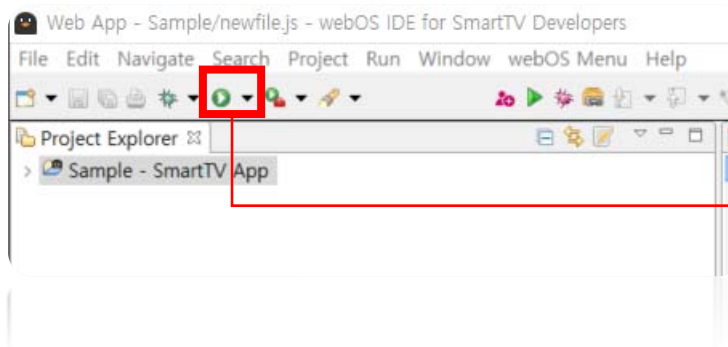 Web App - Sample/newfile.js - webOS IDE for SmartTV Developers
File Edit Navigate Search Project Run Window webOS Menu Help
Project Explorer
Sample - SmartTV App